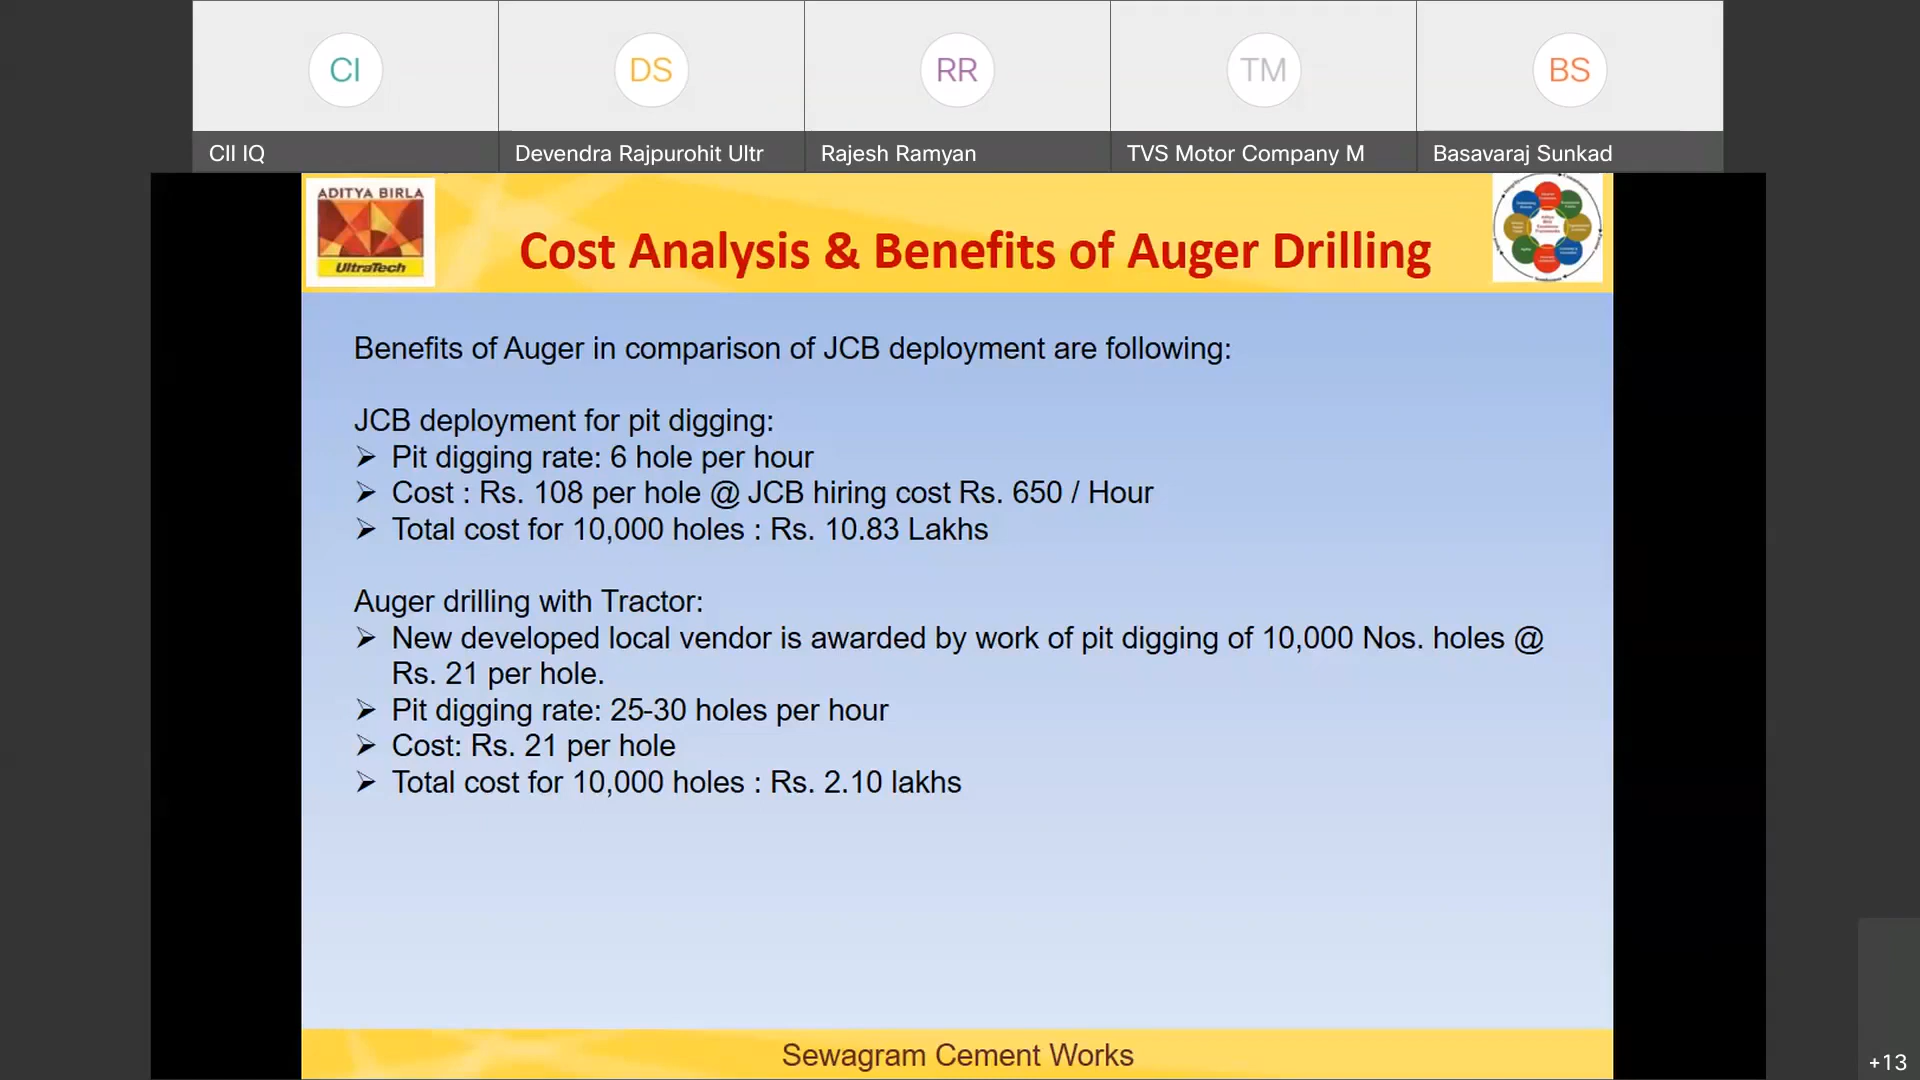 CI
DS
RR
TM
BS
CII IQ
Devendra Rajpurohit Ultr
Rajesh Ramyan
TVS Motor Company M
Basavaraj Sunkad
ADITYA BIRLA
UltraTech
Cost Analysis & Benefits of Auger Drilling
Benefits of Auger in comparison of JCB deployment are following:
JCB deployment for pit digging:
➢ Pit digging rate: 6 hole per hour
➢ Cost : Rs. 108 per hole @ JCB hiring cost Rs. 650 / Hour
➢ Total cost for 10,000 holes : Rs. 10.83 Lakhs
Auger drilling with Tractor:
➢ New developed local vendor is awarded by work of pit digging of 10,000 Nos. holes @
Rs. 21 per hole.
➢ Pit digging rate: 25-30 holes per hour
➢ Cost: Rs. 21 per hole
➢ Total cost for 10,000 holes : Rs. 2.10 lakhs
Sewagram Cement Works
+13